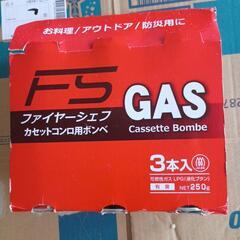 お料理/アウトドア/防災用に
FS
ファイヤーシェフ
カセットコンロ用ボンベ
GAS
Cassette Bombe
3本入
可燃性ガス LPG(液化ブタン)
有臭
NET 250g